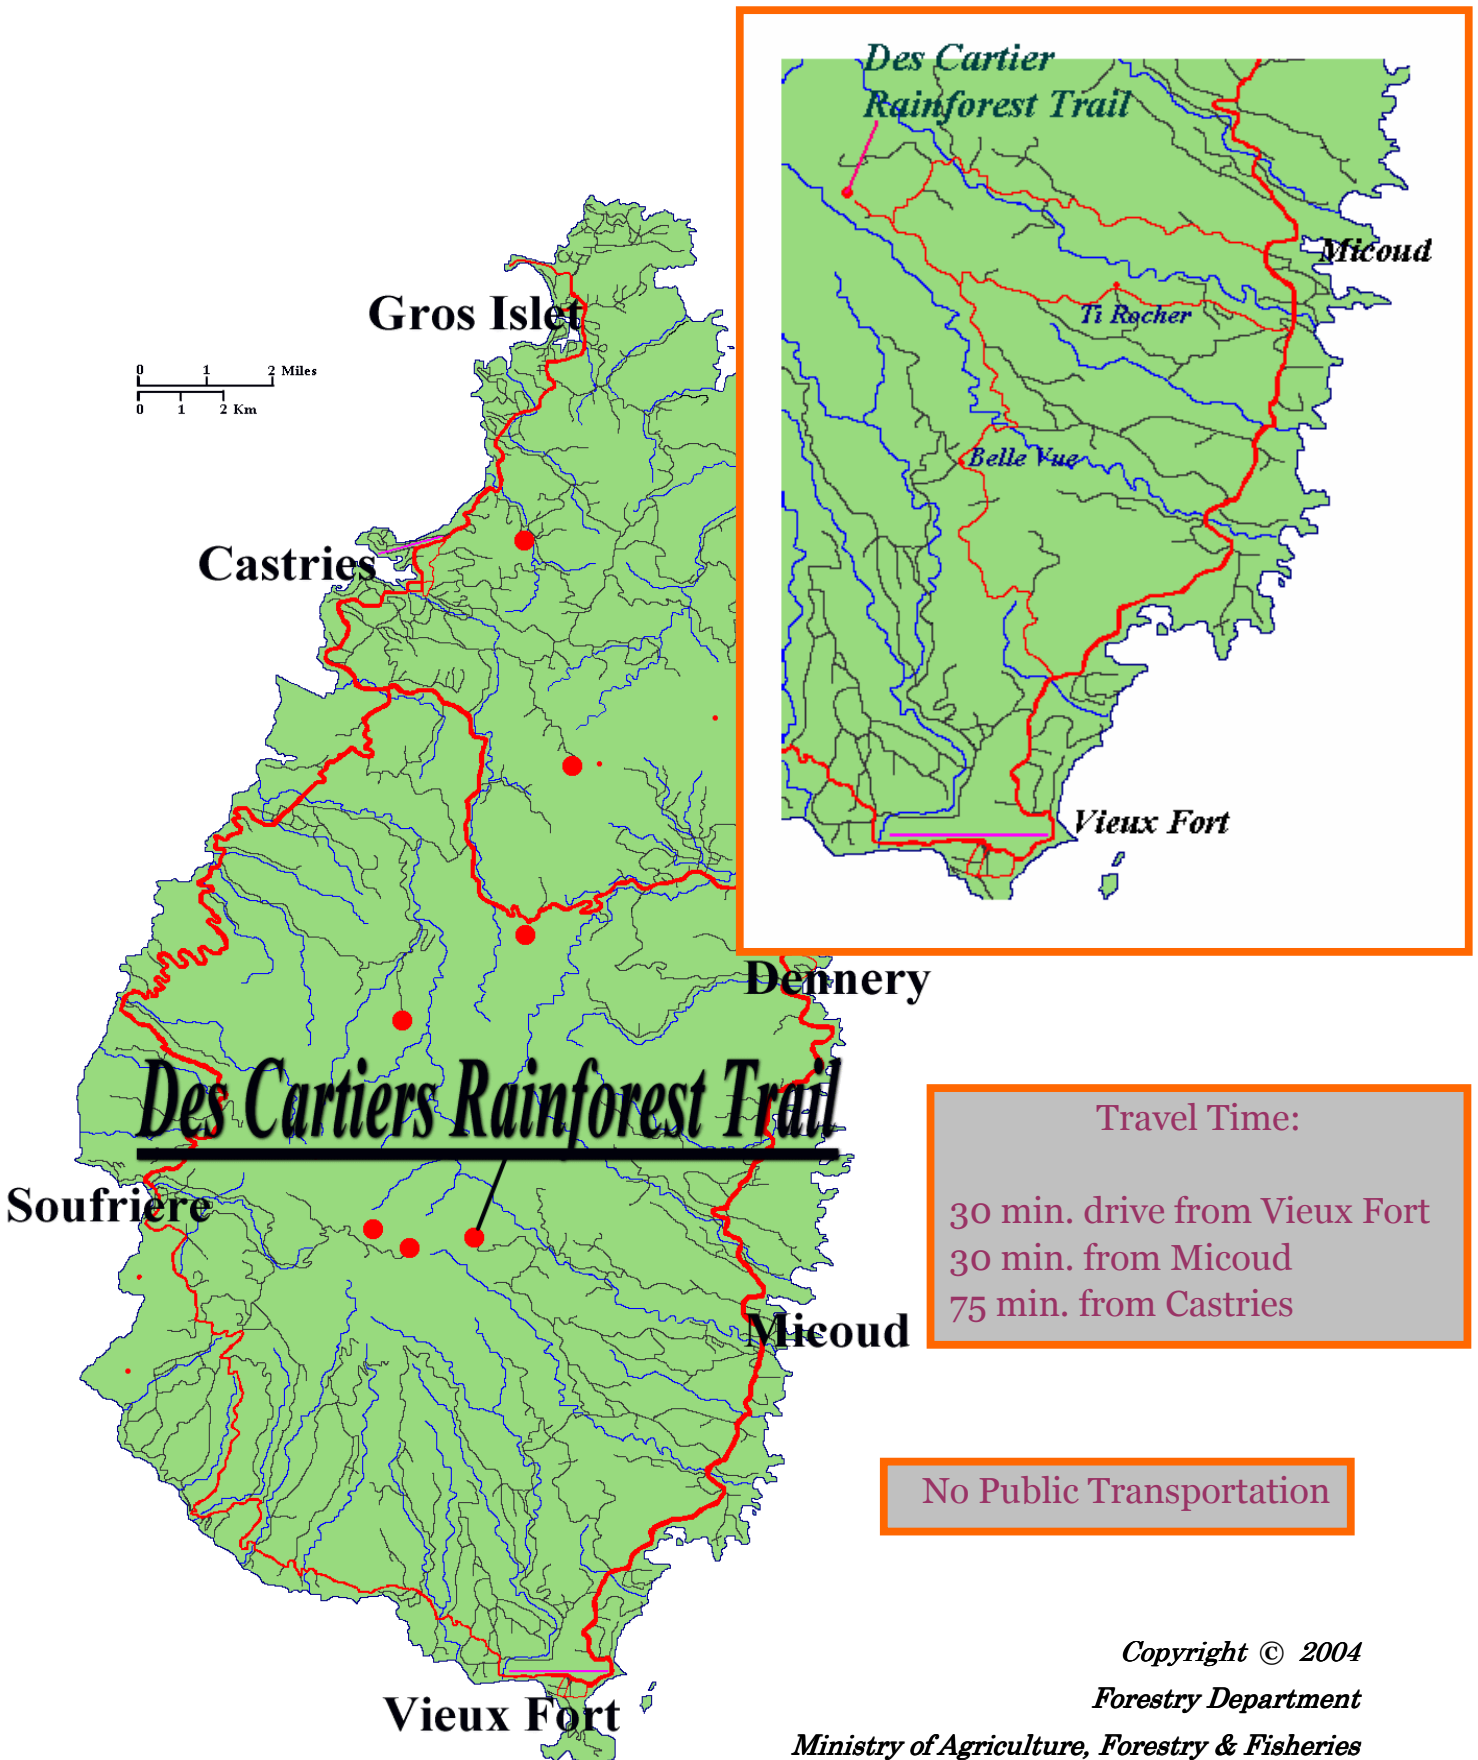 Des Cartier
Rainforest Trail
Micoud
Ti Rocher
Belle Vue
Vieux Fort
Gros Islet
0 1 2 Miles
0 1 2 Km
Castries
Dennery
Des Cartiers Rainforest Trail
Soufriere
Micoud
Vieux Fort
Travel Time:
30 min. drive from Vieux Fort
30 min. from Micoud
75 min. from Castries
No Public Transportation
Copyright © 2004
Forestry Department
Ministry of Agriculture, Forestry & Fisheries